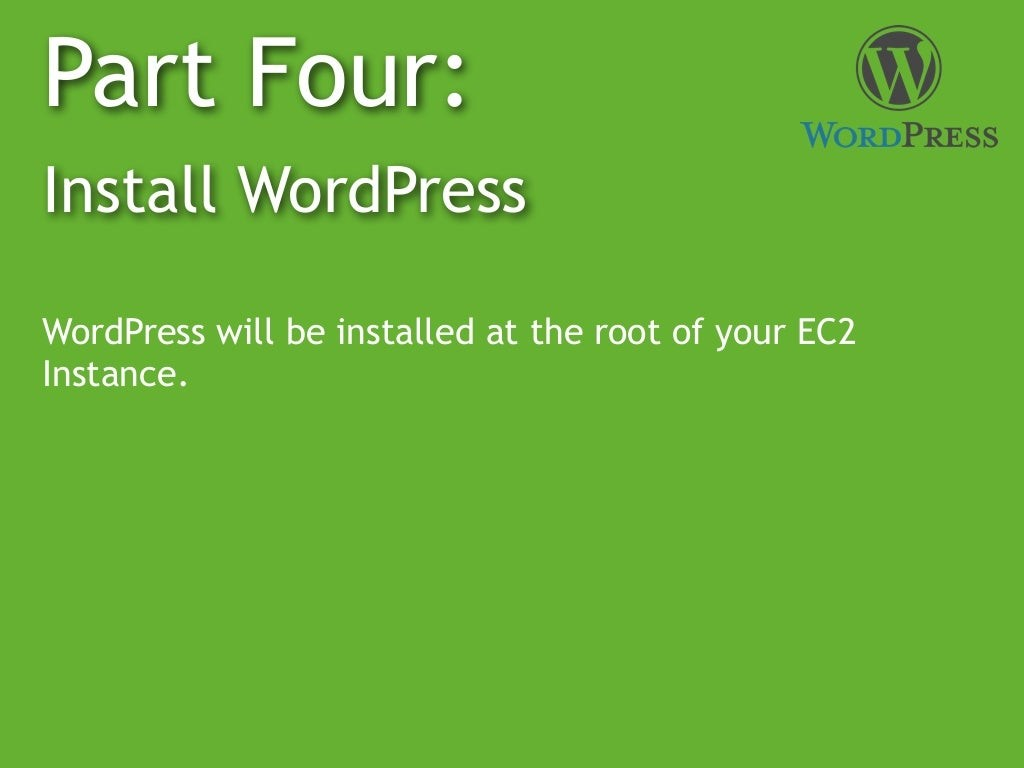 Part Four:
WORDPRESS
Install WordPress
WordPress will be installed at the root of your EC2
Instance.